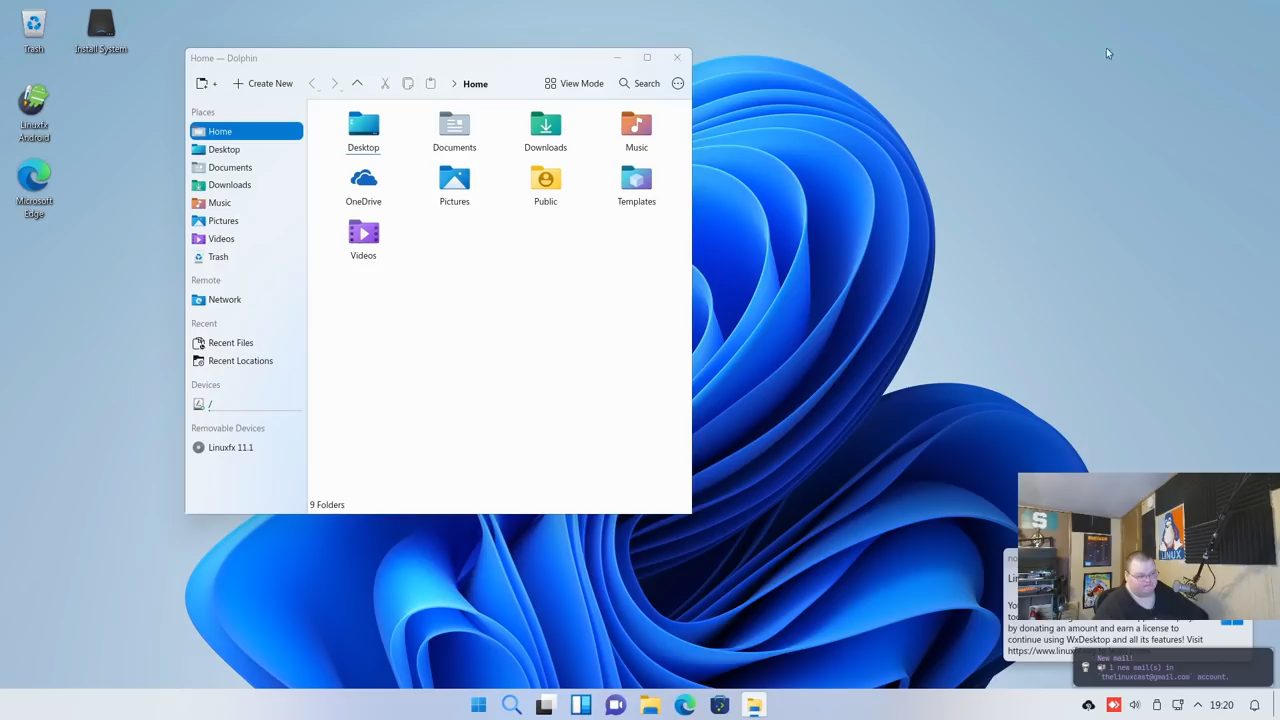 Trash
Install System
Linuxfx
Android
Microsoft
Edge
Home — Dolphin
Create New
Home
View Mode
Search
Places
Home
Desktop
Documents
Downloads
Music
Pictures
Videos
Trash
Remote
Network
Recent
Recent Files
Recent Locations
Devices
/
Removable Devices
Linuxfx 11.1
Desktop
Documents
Downloads
Music
OneDrive
Pictures
Public
Templates
Videos
9 Folders
S
LINUX
by donating an amount and earn a license to
continue using WxDesktop and all its features! Visit
https://www.linux
New mail!
1 new mail(s) in
`thelinuxcast@gmail.com` account.
19:20